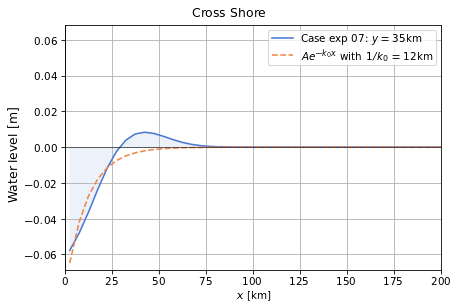 Cross Shore
Case exp 07: y = 35km
Ae^{-k_0x} with 1/k_0 = 12km
Water level [m]
0.06
0.04
0.02
0.00
−0.02
−0.04
−0.06
0 25 50 75 100 125 150 175 200
x [km]